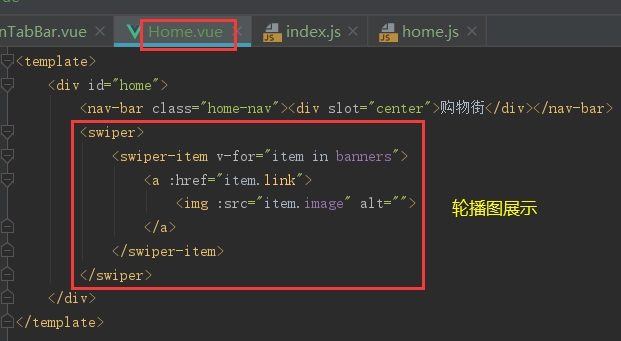 nTabBar.vue × Home.vue × index.js × home.js ×
<template>
<div id="home">
<nav-bar class="home-nav"><div slot="center">购物街</div></nav-bar>
<swiper>
<swiper-item v-for="item in banners">
<a :href="item.link">
<img :src="item.image" alt="">
</a>
</swiper-item>
</swiper>
</div>
</template>
轮播图展示